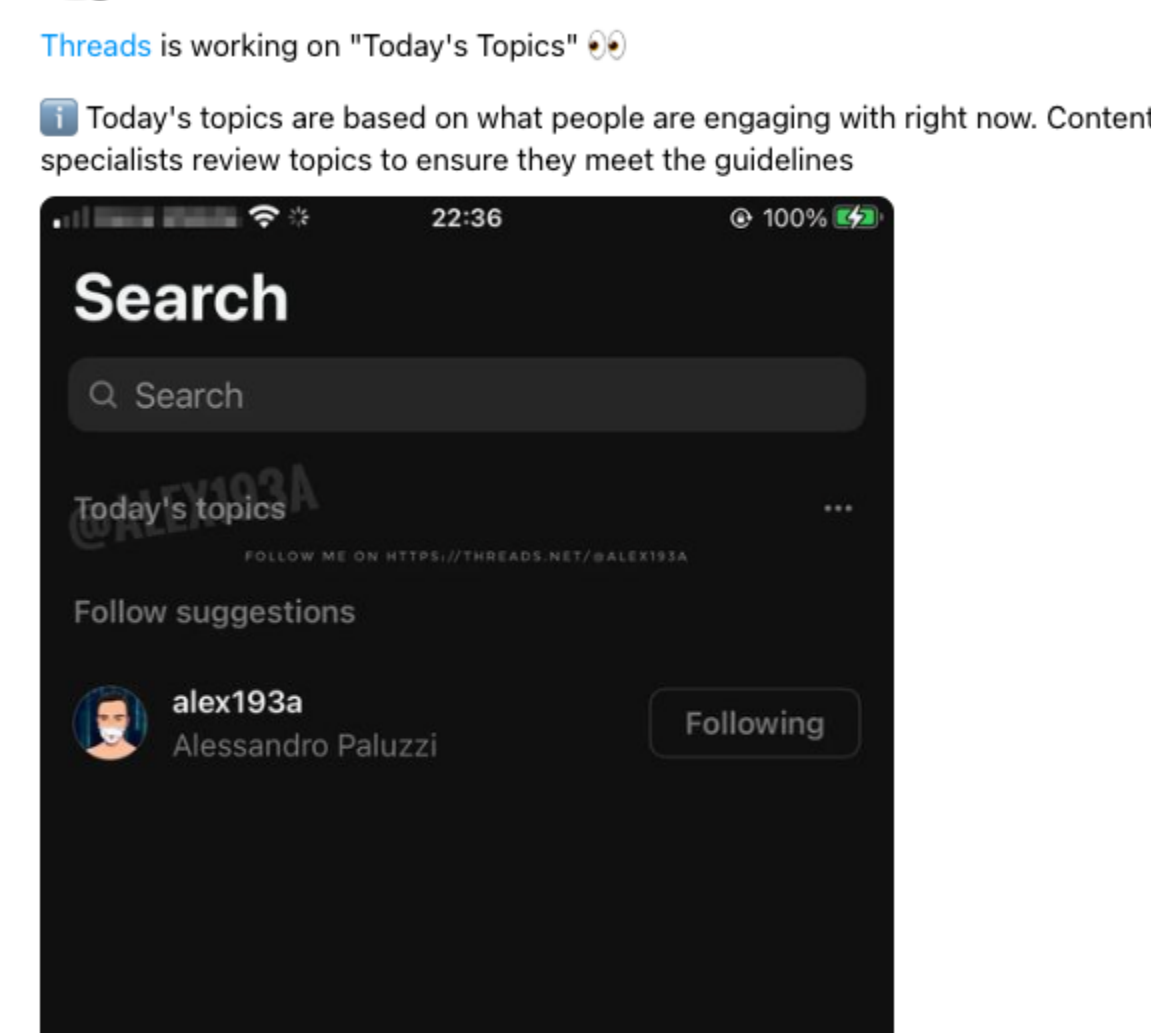 Threads is working on "Today's Topics" 👀
ℹ️ Today's topics are based on what people are engaging with right now. Content
specialists review topics to ensure they meet the guidelines
22:36
100%
Search
Search
@ALEX193A
Today's topics
FOLLOW ME ON HTTPS://THREADS.NET/@ALEX193A
Follow suggestions
alex193a
Following
Alessandro Paluzzi